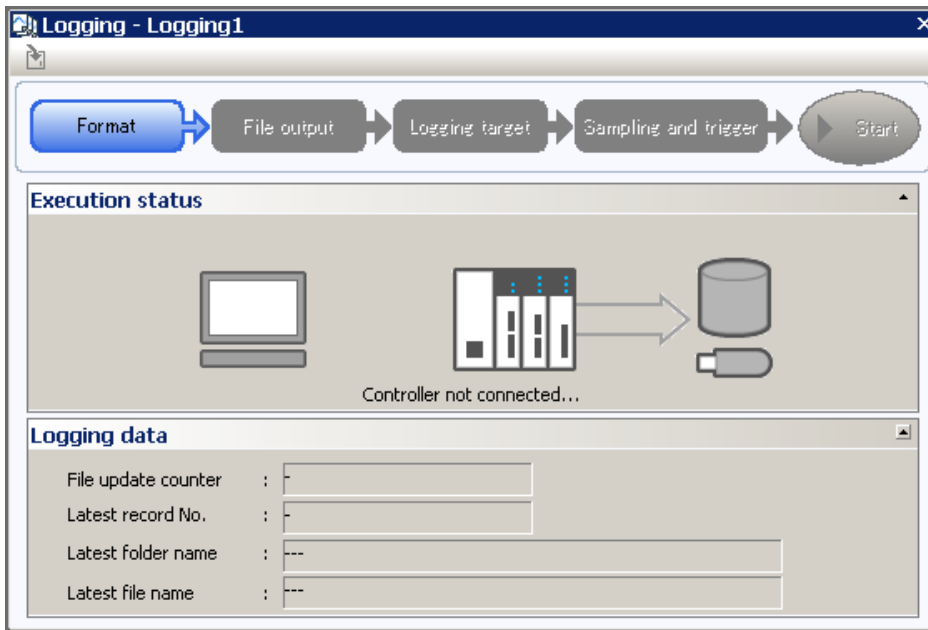 Logging - Logging1
Format
File output
Logging target
Sampling and trigger
Start
Execution status
Controller not connected...
Logging data
File update counter : -
Latest record No. : -
Latest folder name : ---
Latest file name : ---